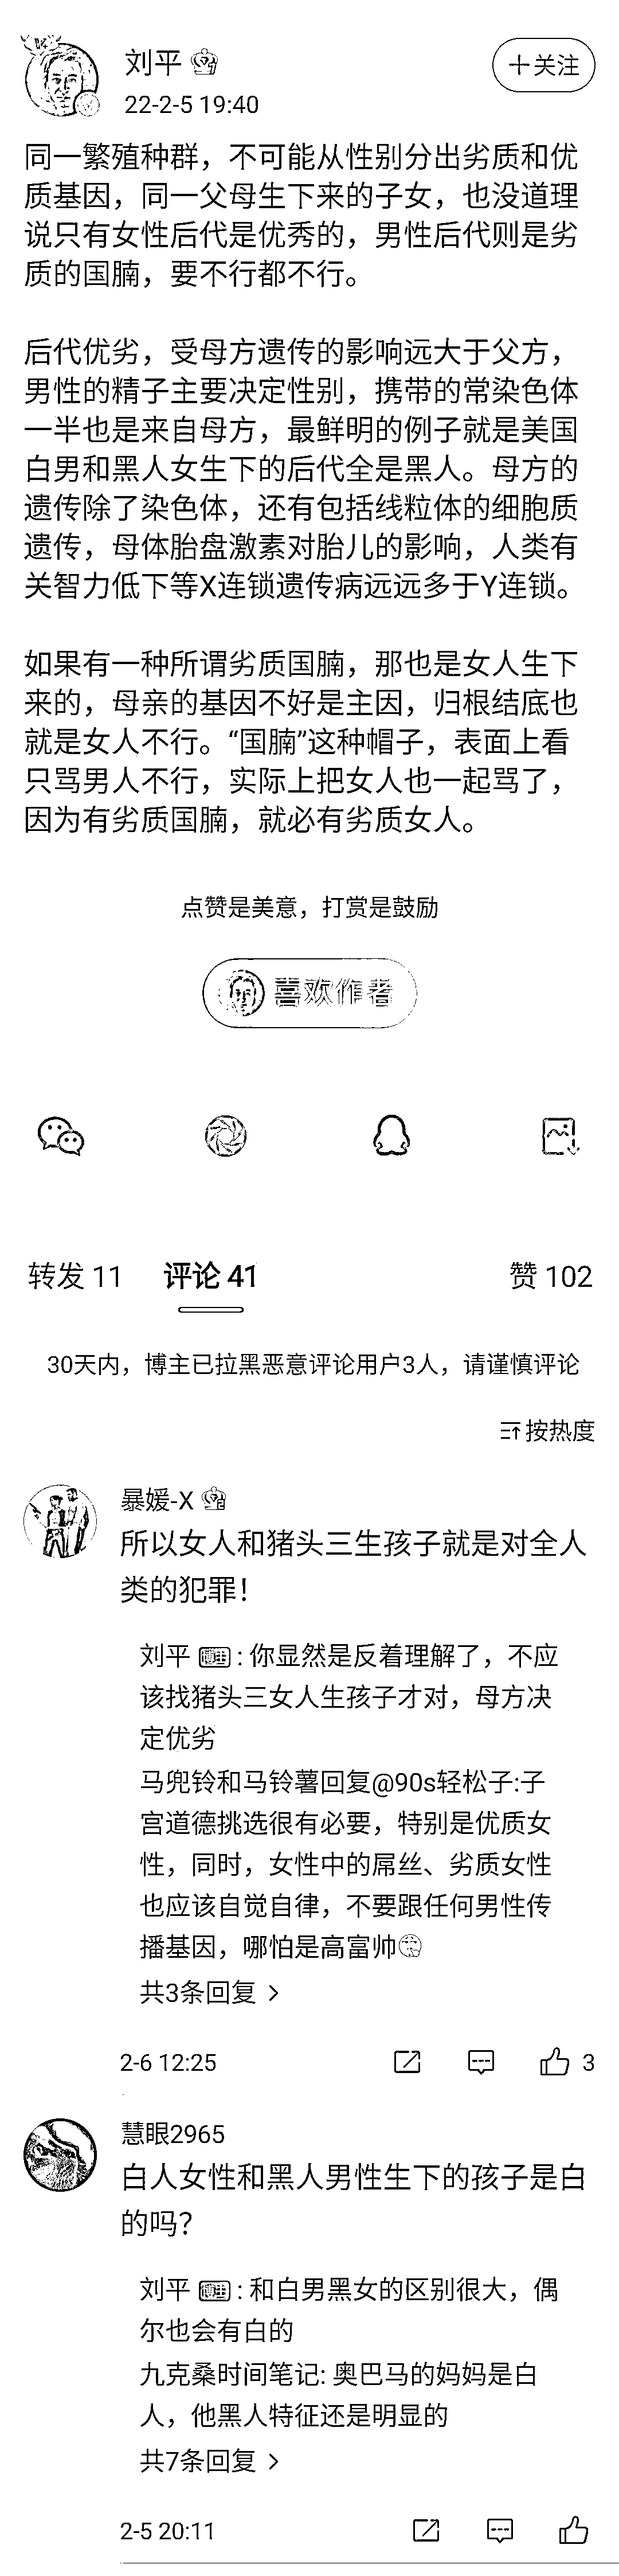 刘平
22-2-5 19:40
十关注
同一繁殖种群，不可能从性别分出劣质和优
质基因，同一父母生下来的子女，也没道理
说只有女性后代是优秀的，男性后代则是劣
质的国腩，要不行都不行。
后代优劣，受母方遗传的影响远大于父方，
男性的精子主要决定性别，携带的常染色体
一半也是来自母方，最鲜明的例子就是美国
白男和黑人女生下的后代全是黑人。母方的
遗传除了染色体，还有包括线粒体的细胞质
遗传，母体胎盘激素对胎儿的影响，人类有
关智力低下等X连锁遗传病远远多于Y连锁。
如果有一种所谓劣质国腩，那也是女人生下
来的，母亲的基因不好是主因，归根结底也
就是女人不行。“国腩”这种帽子，表面上看
只骂男人不行，实际上把女人也一起骂了，
因为有劣质国腩，就必有劣质女人。
点赞是美意，打赏是鼓励
喜欢作者
转发 11 评论 41 赞 102
30天内，博主已拉黑恶意评论用户3人，请谨慎评论
按热度
暴媛-X
所以女人和猪头三生孩子就是对全人
类的犯罪！
刘平 博主 : 你显然是反着理解了，不应
该找猪头三女人生孩子才对，母方决
定优劣
马兜铃和马铃薯回复@90s轻松子:子
宫道德挑选很有必要，特别是优质女
性，同时，女性中的屌丝、劣质女性
也应该自觉自律，不要跟任何男性传
播基因，哪怕是高富帅
共3条回复 >
2-6 12:25 3
慧眼2965
白人女性和黑人男性生下的孩子是白
的吗？
刘平 博主 : 和白男黑女的区别很大，偶
尔也会有白的
九克桑时间笔记: 奥巴马的妈妈是白
人，他黑人特征还是明显的
共7条回复 >
2-5 20:11